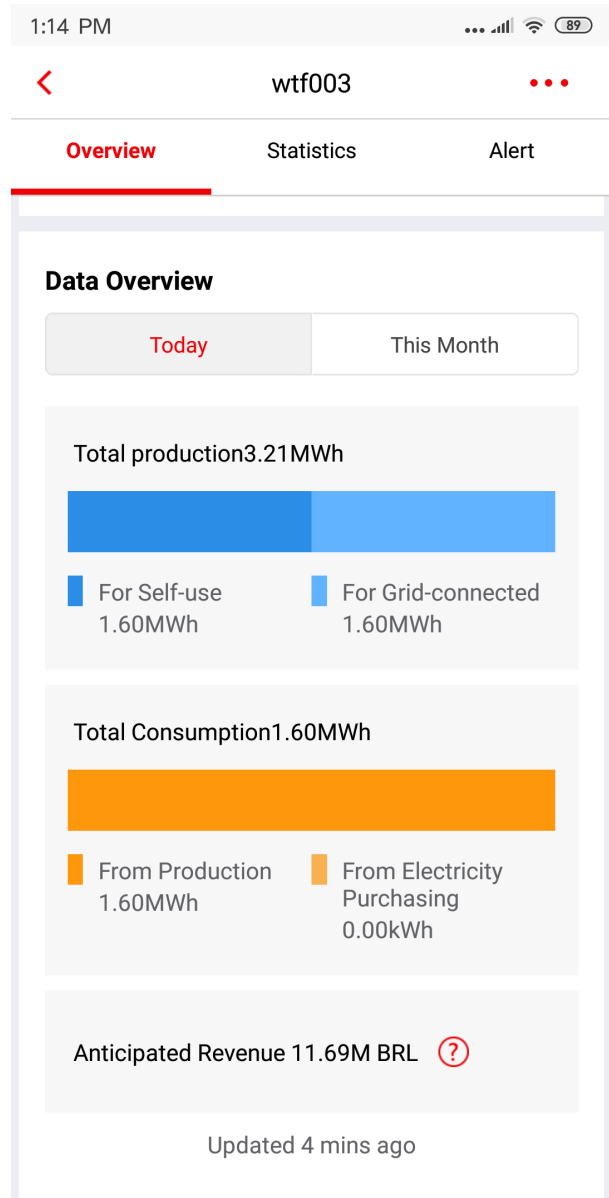 1:14 PM 89
wtf003
Overview Statistics Alert
Data Overview
Today This Month
Total production3.21MWh
For Self-use For Grid-connected
1.60MWh 1.60MWh
Total Consumption1.60MWh
From Production From Electricity
1.60MWh Purchasing
0.00kWh
Anticipated Revenue 11.69M BRL ?
Updated 4 mins ago